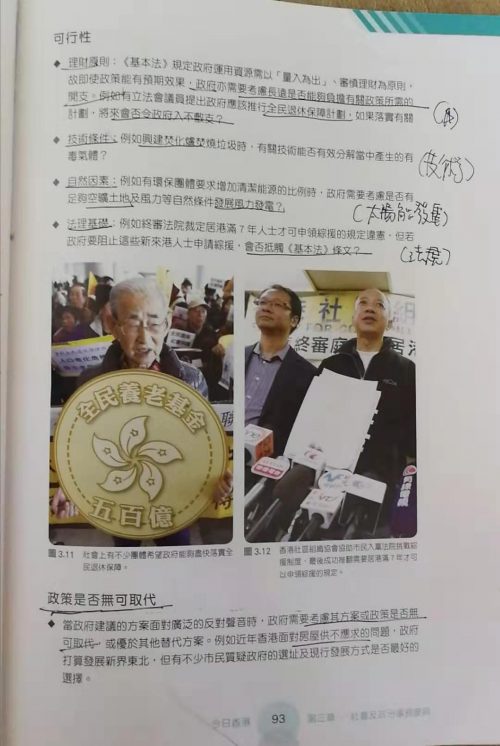 可行性
◆ 理財原則：《基本法》規定政府運用資源需以「量入為出」、審慎理財為原則，
故即使政策能有預期效果，政府亦需要考慮長遠是否能夠負擔有關政策所需的
開支。例如有立法會議員提出政府應該推行全民退休保障計劃，如果落實有關
計劃，將來會否令政府入不敷支？
◆ 技術條件：例如興建焚化爐焚燒垃圾時，有關技術能否有效分解當中產生的有
毒氣體？
(技術)
◆ 自然因素：例如有環保團體要求增加清潔能源的比例時，政府需要考慮是否有
足夠空曠土地及風力等自然條件發展風力發電？
(太陽能發電)
◆ 法理基礎：例如終審法院裁定居港滿 7 年人士才可申領綜援的規定違憲，但若
政府要阻止這些新來港人士申請綜援，會否抵觸《基本法》條文？
全民養老基金
五百億
圖 3.11 社會上有不少團體希望政府能夠盡快落實全
民退休保障。
社 組
FOR CO
終審 居港
now
圖 3.12 香港社區組織協會協助市民入稟法院挑戰綜
援制度，最後成功推翻需要居港滿 7 年才可
以申領綜援的規定。
政策是否無可取代
◆ 當政府建議的方案面對廣泛的反對聲音時，政府需要考慮其方案或政策是否無
可取代，或優於其他替代方案。例如近年香港面對房屋供不應求的問題，政府
打算發展新界東北，但有不少市民質疑政府的選址及現行發展方式是否最好的
選擇。
今日香港 93 第三章 社會及政治事務參與